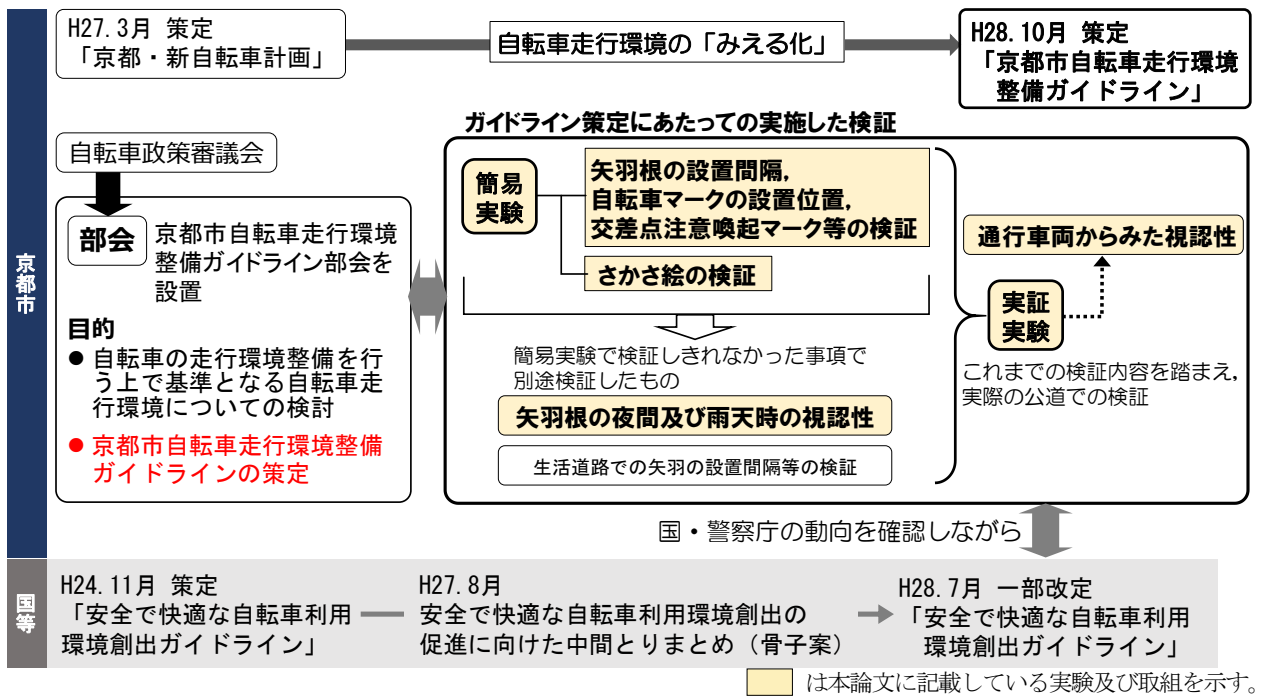 H27.3月 策定
「京都・新自転車計画」
自転車走行環境の「みえる化」
H28.10月 策定
「京都市自転車走行環境
整備ガイドライン」
京都市
自転車政策審議会
部会
京都市自転車走行環境
整備ガイドライン部会を
設置
目的
● 自転車の走行環境整備を行
う上で基準となる自転車走
行環境についての検討
● 京都市自転車走行環境整備
ガイドラインの策定
ガイドライン策定にあたっての実施した検証
簡易
実験
矢羽根の設置間隔,
自転車マークの設置位置,
交差点注意喚起マーク等の検証
さかさ絵の検証
簡易実験で検証しきれなかった事項で
別途検証したもの
矢羽根の夜間及び雨天時の視認性
生活道路での矢羽の設置間隔等の検証
通行車両からみた視認性
実証
実験
これまでの検証内容を踏まえ,
実際の公道での検証
国・警察庁の動向を確認しながら
国等
H24.11月 策定
「安全で快適な自転車利用
環境創出ガイドライン」
H27.8月
安全で快適な自転車利用環境創出の
促進に向けた中間とりまとめ（骨子案）
H28.7月 一部改定
「安全で快適な自転車利用
環境創出ガイドライン」
は本論文に記載している実験及び取組を示す。